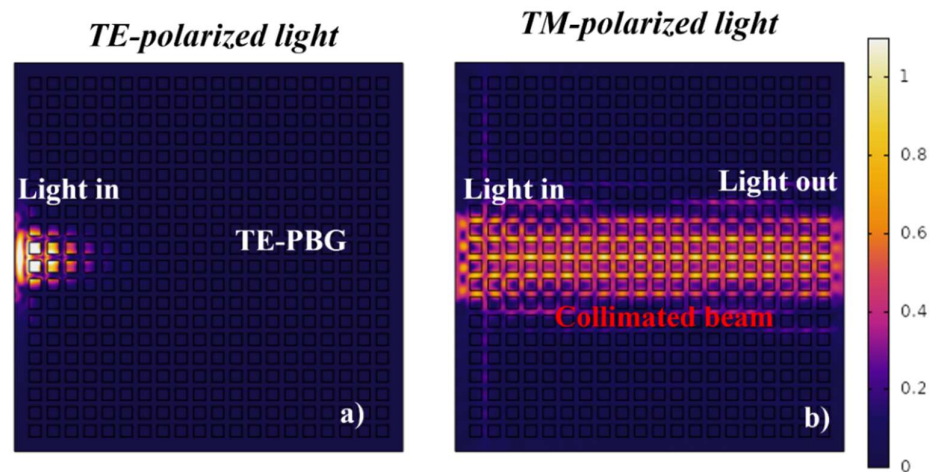 TE-polarized light
TM-polarized light
Light in
TE-PBG
a)
Light in
Light out
Collimated beam
b)
1
0.8
0.6
0.4
0.2
0